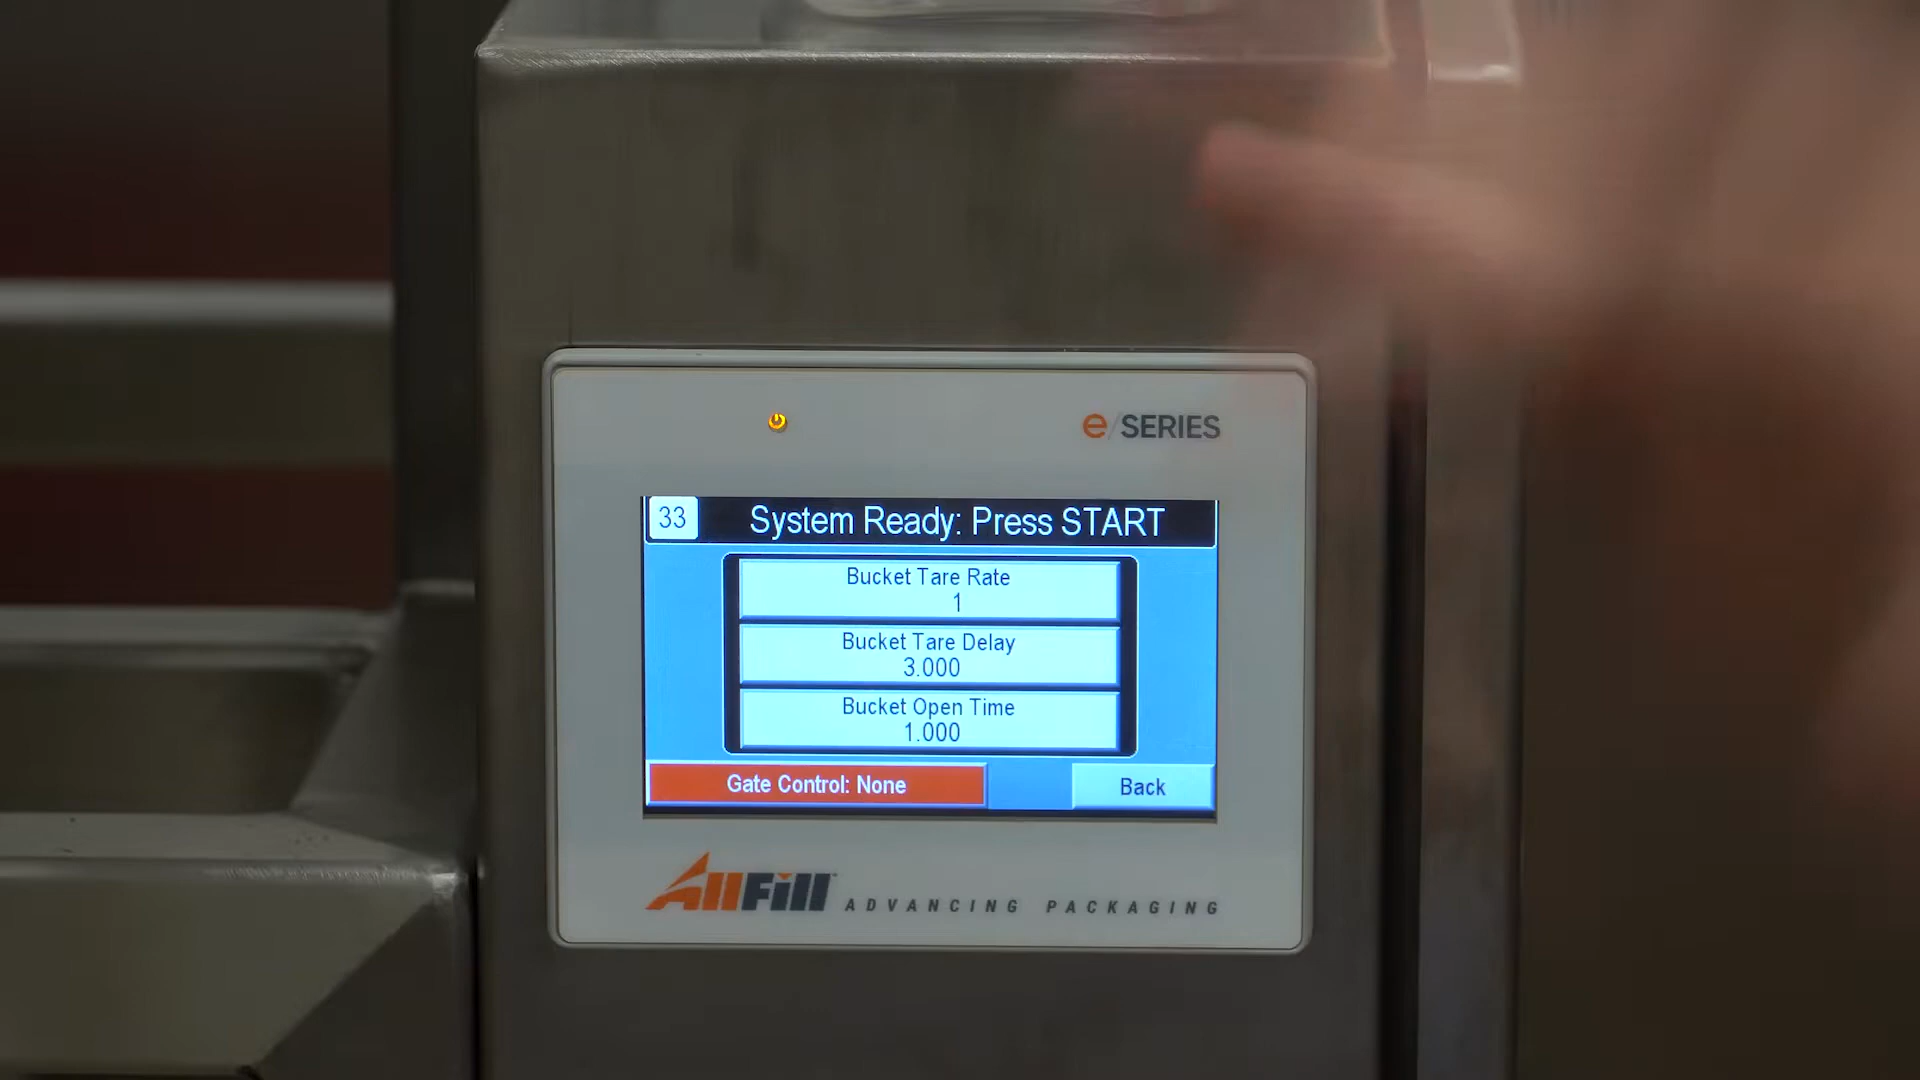 e/SERIES
33 System Ready: Press START
Bucket Tare Rate
1
Bucket Tare Delay
3.000
Bucket Open Time
1.000
Gate Control: None Back
AllFill ADVANCING PACKAGING